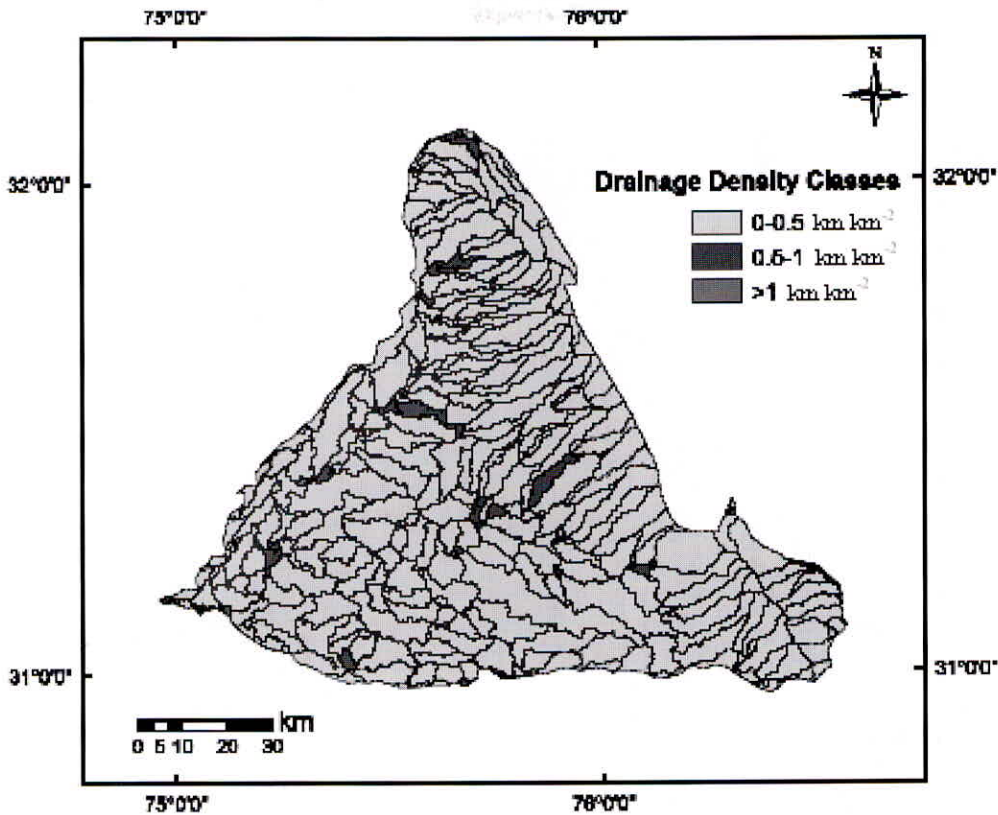 75°0'0"
76°0'0"
N
32°0'0"
32°0'0"
Drainage Density Classes
0-0.5 km km⁻²
0.5-1 km km⁻²
>1 km km⁻²
31°0'0"
31°0'0"
km
0 5 10 20 30
75°0'0"
76°0'0"